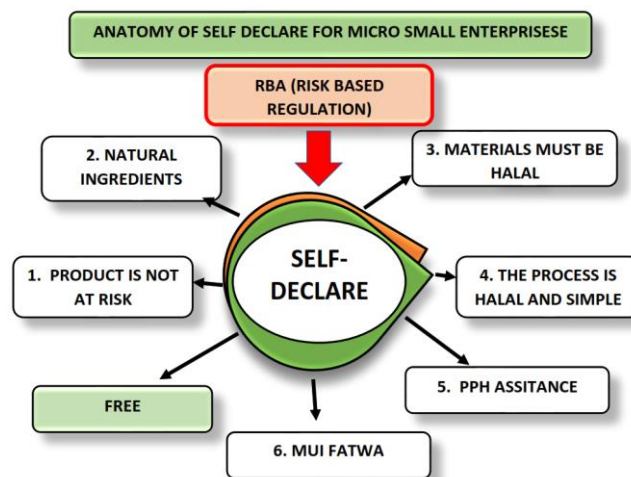 ANATOMY OF SELF DECLARE FOR MICRO SMALL ENTERPRISESE
RBA (RISK BASED
REGULATION)
2. NATURAL
INGREDIENTS
3. MATERIALS MUST BE
HALAL
SELF-
DECLARE
1. PRODUCT IS NOT
AT RISK
4. THE PROCESS IS
HALAL AND SIMPLE
FREE
5. PPH ASSITANCE
6. MUI FATWA